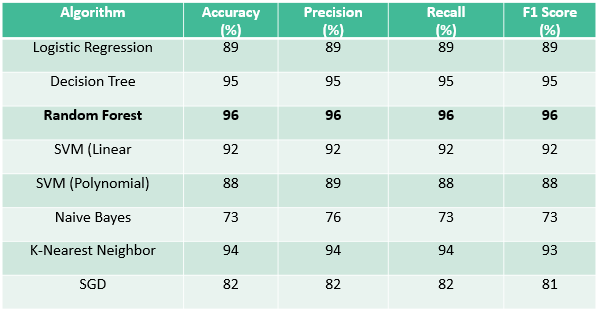 Algorithm Accuracy (%) Precision (%) Recall (%) F1 Score (%)
Logistic Regression 89 89 89 89
Decision Tree 95 95 95 95
Random Forest 96 96 96 96
SVM (Linear 92 92 92 92
SVM (Polynomial) 88 89 88 88
Naive Bayes 73 76 73 73
K-Nearest Neighbor 94 94 94 93
SGD 82 82 82 81